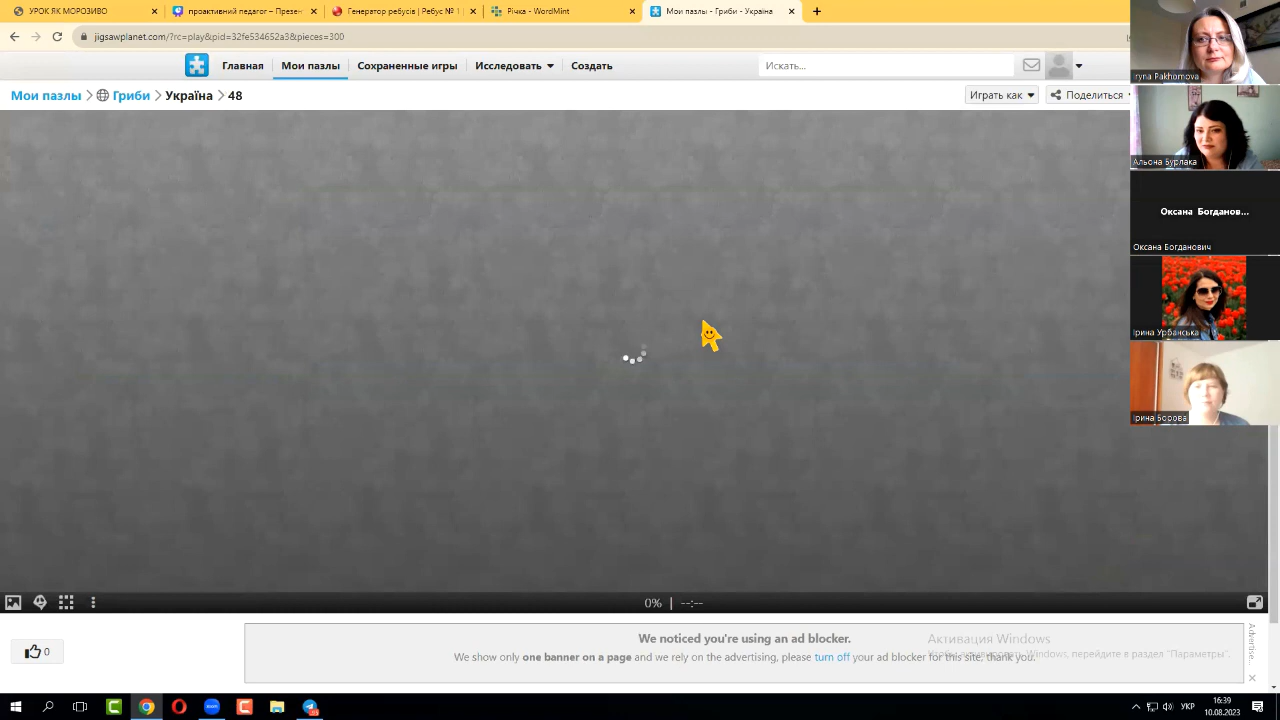 УРОК ЯК МОРОЗИВО
проактивний педагог – Презен
Генератор ребусів | Ребус № 1
Річка - WordMint
Мои пазлы - Гриби - Україна
jigsawplanet.com/?rc=play&pid=32fe534652a3&pieces=300
Главная
Мои пазлы
Сохраненные игры
Исследовать
Создать
Искать...
Мои пазлы
Гриби
Україна
48
Играть как
Поделиться
Iryna Pakhomova
Альона Бурлака
Оксана Богданов...
Оксана Богданович
Ірина Урбанська
Ірина Борова
0% | --:--
0
We noticed you're using an ad blocker.
We show only one banner on a page and we rely on the advertising, please turn off your ad blocker for this site, thank you.
Advertise...
Активация Windows
Windows, перейдите в раздел "Параметры".
УКР
16:39
10.08.2023